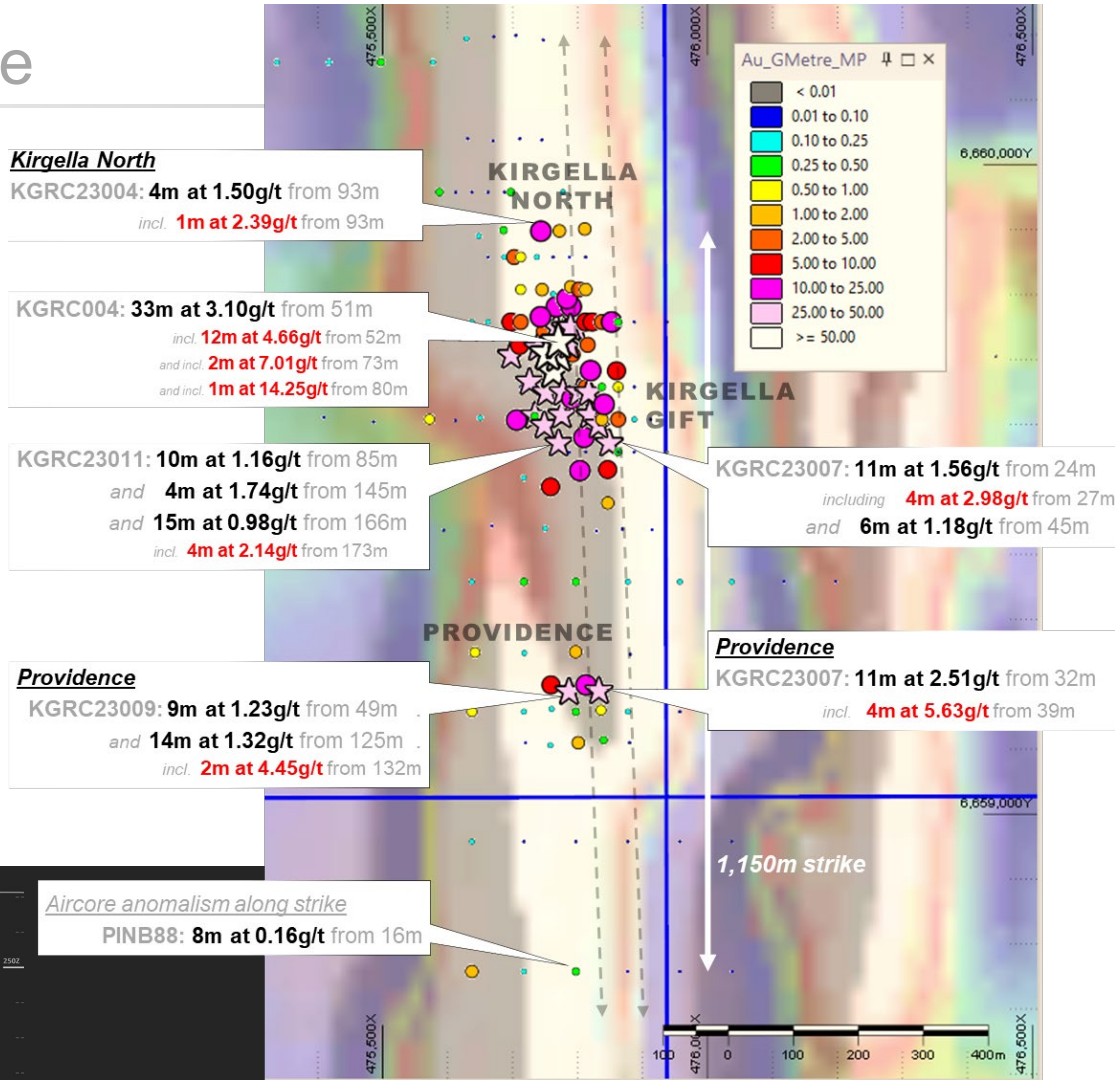 e
475,500X
476,000X
476,500X
Au_GMetre_MP
< 0.01
0.01 to 0.10
0.10 to 0.25
0.25 to 0.50
0.50 to 1.00
1.00 to 2.00
2.00 to 5.00
5.00 to 10.00
10.00 to 25.00
25.00 to 50.00
>= 50.00
6,660,000Y
Kirgella North
KGRC23004: 4m at 1.50g/t from 93m
incl. 1m at 2.39g/t from 93m
KIRGELLA
NORTH
KGRC004: 33m at 3.10g/t from 51m
incl. 12m at 4.66g/t from 52m
and incl. 2m at 7.01g/t from 73m
and incl. 1m at 14.25g/t from 80m
KIRGELLA
GIFT
KGRC23011: 10m at 1.16g/t from 85m
and 4m at 1.74g/t from 145m
and 15m at 0.98g/t from 166m
incl. 4m at 2.14g/t from 173m
KGRC23007: 11m at 1.56g/t from 24m
including 4m at 2.98g/t from 27m
and 6m at 1.18g/t from 45m
PROVIDENCE
Providence
KGRC23009: 9m at 1.23g/t from 49m .
and 14m at 1.32g/t from 125m .
incl. 2m at 4.45g/t from 132m
Providence
KGRC23007: 11m at 2.51g/t from 32m
incl. 4m at 5.63g/t from 39m
6,659,000Y
1,150m strike
Aircore anomalism along strike
PINB88: 8m at 0.16g/t from 16m
2502
475,500X
476,00 X
476,500X
100 0 100 200 300 400m